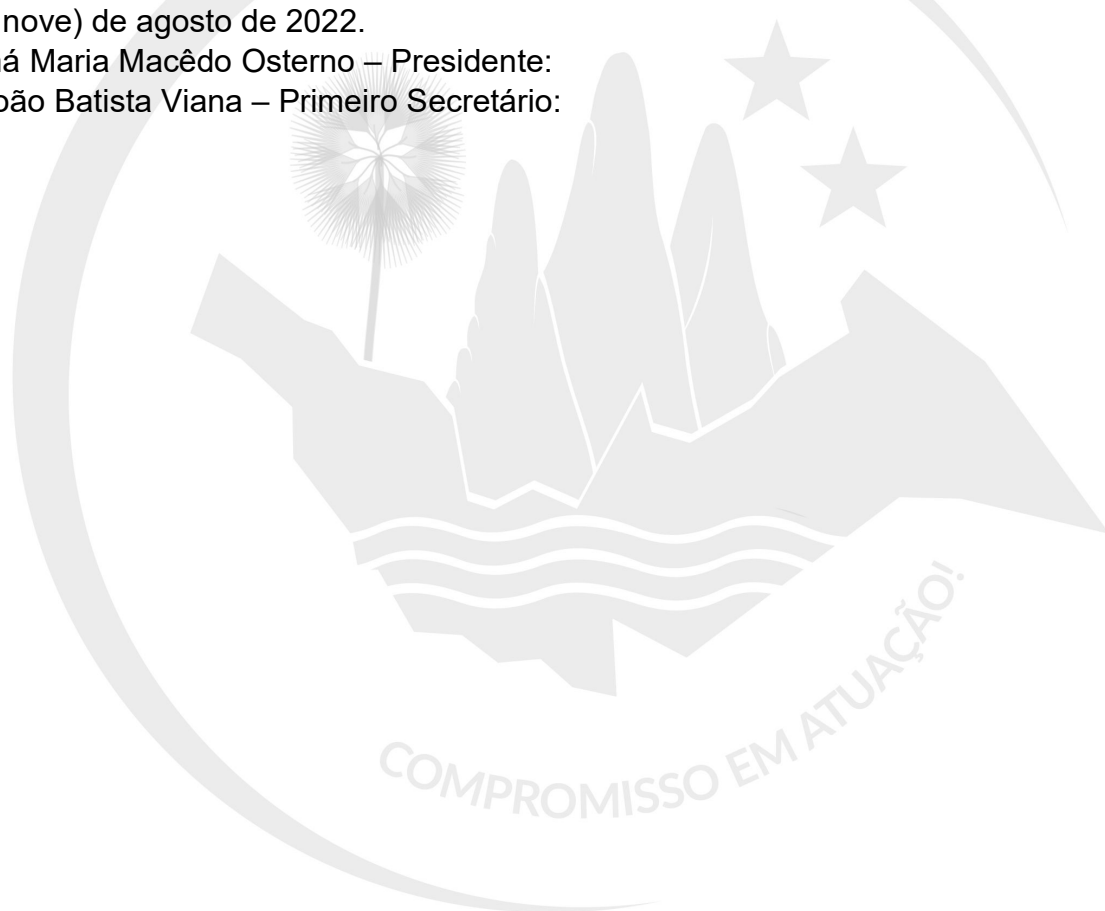 nove) de agosto de 2022.
á Maria Macêdo Osterno – Presidente:
oão Batista Viana – Primeiro Secretário:
COMPROMISSO EM ATUAÇÃO!